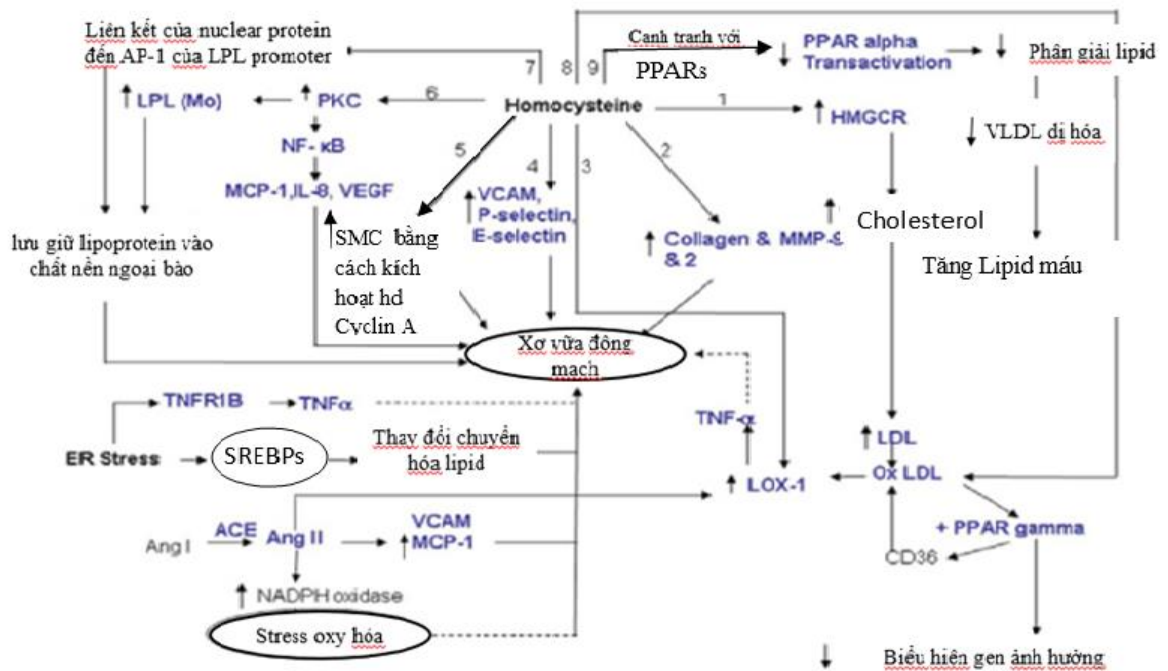 Liên kết của nuclear protein
đến AP-1 của LPL promoter
7
8
9
Canh tranh với
PPARs
PPAR alpha
Transactivation
Phân giải lipid
LPL (Mo)
PKC
6
Homocysteine
1
HMGCR
VLDL dị hóa
NF-κB
5
4
3
2
MCP-1,IL-8, VEGF
VCAM,
P-selectin,
E-selectin
Cholesterol
lưu giữ lipoprotein vào
chất nền ngoại bào
SMC bằng
cách kích
hoạt hd
Cyclin A
Collagen & MMP-9
& 2
Tăng Lipid máu
Xơ vữa đông
mạch
TNFR1B
TNFα
TNF-α
LDL
ER Stress
SREBPs
Thay đổi chuyển
hóa lipid
LOX-1
Ox LDL
Ang I
ACE
Ang II
VCAM
MCP-1
+ PPAR gamma
CD36
NADPH oxidase
Stress oxy hóa
Biểu hiện gen ảnh hưởng